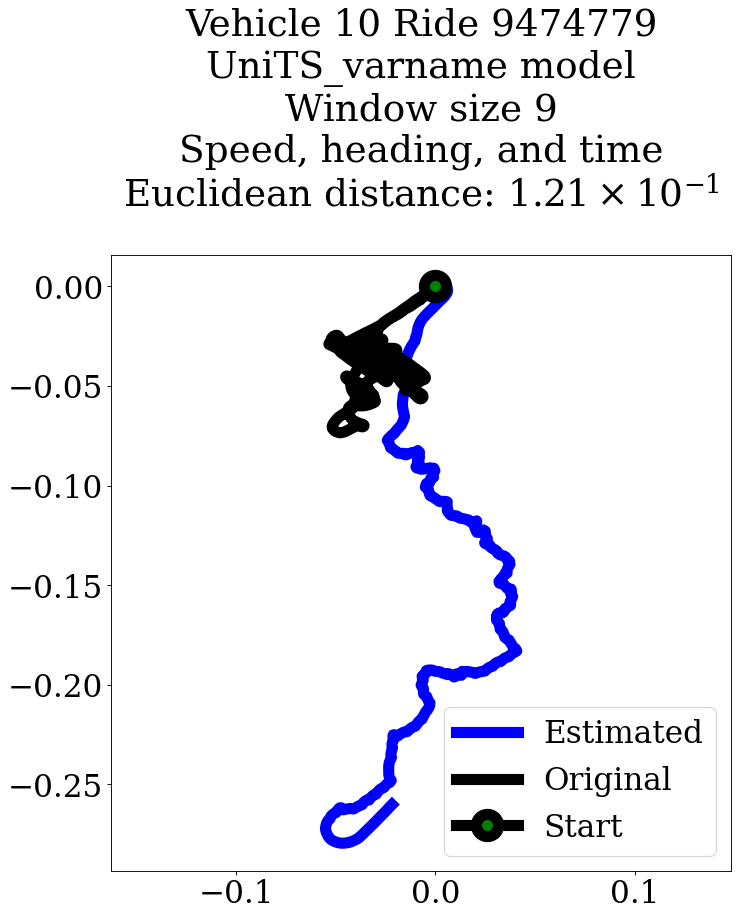 Vehicle 10 Ride 9474779
UniTS_varname model
Window size 9
Speed, heading, and time
Euclidean distance: 1.21 × 10⁻¹
0.00
−0.05
−0.10
−0.15
−0.20
−0.25
−0.1 0.0 0.1
Estimated
Original
Start